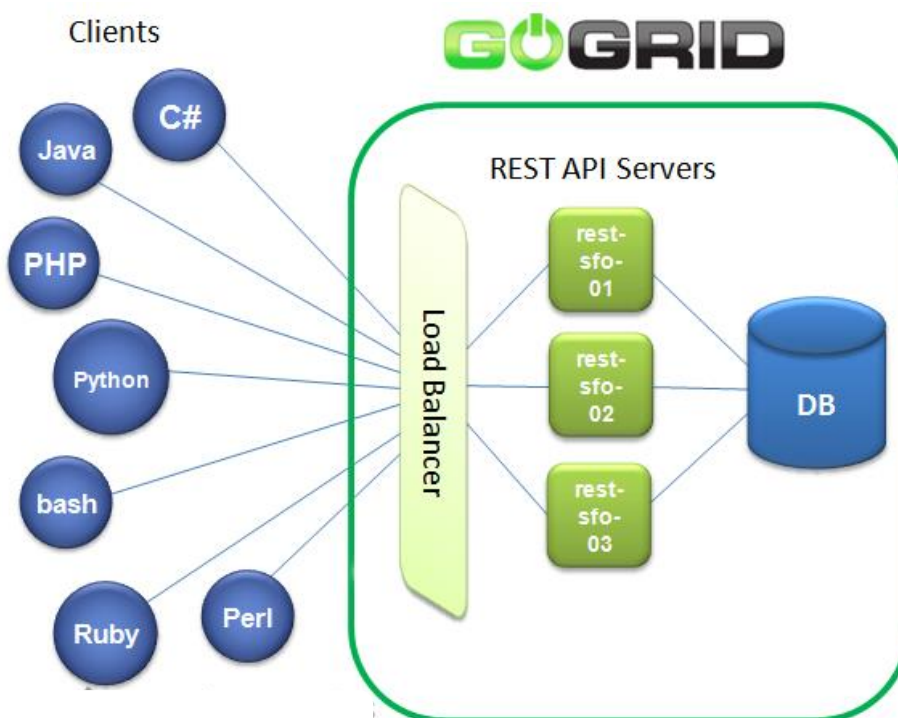 Clients
GOGRID
C#
Java
PHP
Python
bash
Ruby
Perl
REST API Servers
Load Balancer
rest-
sfo-
01
rest-
sfo-
02
rest-
sfo-
03
DB